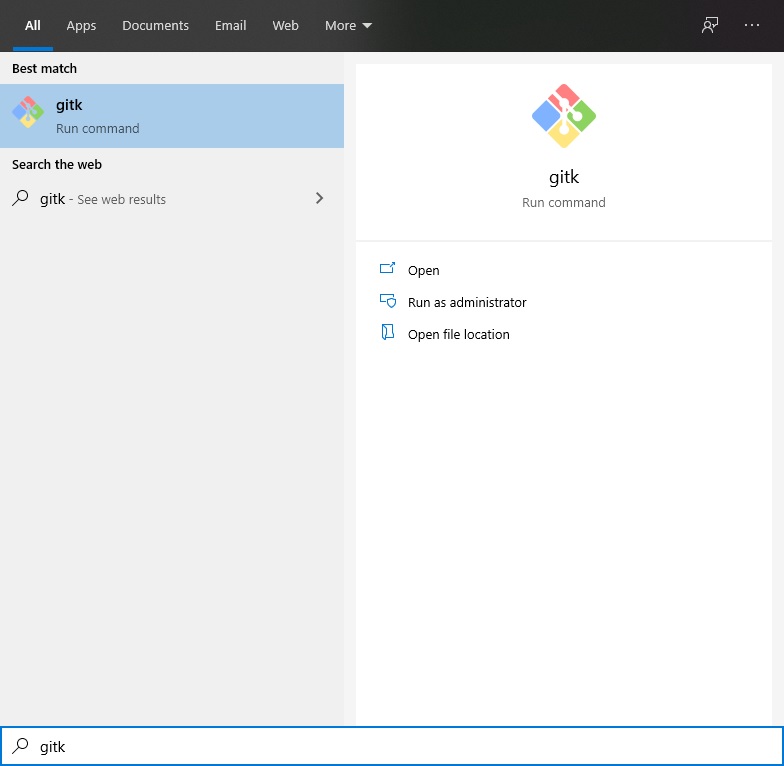 All Apps Documents Email Web More
Best match
gitk
Run command
Search the web
gitk - See web results
gitk
Run command
Open
Run as administrator
Open file location
gitk